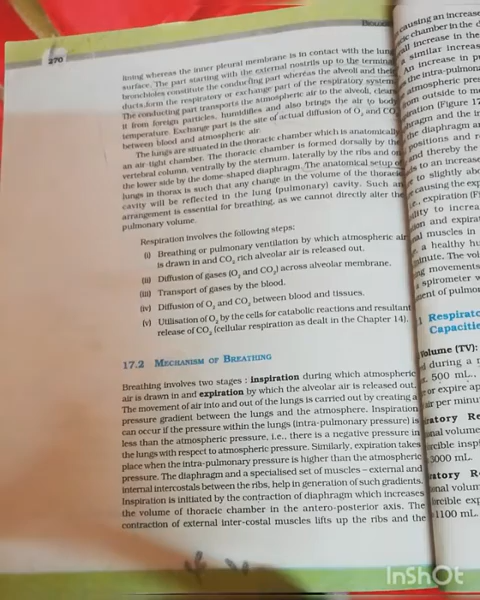 270
BIOLOG
lining whereas the inner pleural membrane is in contact with the lung
surface. The part starting with the external nostrils up to the terminal
bronchioles constitute the conducting part whereas the alveoli and their
ducts form the respiratory or exchange part of the respiratory system.
The conducting part transports the atmospheric air to the alveoli, clears
it from foreign particles, humidifies and also brings the air to body
temperature. Exchange part is the site of actual diffusion of O₂ and CO₂
between blood and atmospheric air.
The lungs are situated in the thoracic chamber which is anatomically
an air-tight chamber. The thoracic chamber is formed dorsally by the
vertebral column, ventrally by the sternum, laterally by the ribs and on
the lower side by the dome-shaped diaphragm. The anatomical setup of
lungs in thorax is such that any change in the volume of the thoracic
cavity will be reflected in the lung (pulmonary) cavity. Such an
arrangement is essential for breathing, as we cannot directly alter the
pulmonary volume.
Respiration involves the following steps:
(i) Breathing or pulmonary ventilation by which atmospheric air
is drawn in and CO₂ rich alveolar air is released out.
(ii) Diffusion of gases (O₂ and CO₂) across alveolar membrane.
(iii) Transport of gases by the blood.
(iv) Diffusion of O₂ and CO₂ between blood and tissues.
(v) Utilisation of O₂ by the cells for catabolic reactions and resultant
release of CO₂ (cellular respiration as dealt in the Chapter 14).
17.2 MECHANISM OF BREATHING
Breathing involves two stages : inspiration during which atmospheric
air is drawn in and expiration by which the alveolar air is released out.
The movement of air into and out of the lungs is carried out by creating a
pressure gradient between the lungs and the atmosphere. Inspiration
can occur if the pressure within the lungs (intra-pulmonary pressure) is
less than the atmospheric pressure, i.e., there is a negative pressure in
the lungs with respect to atmospheric pressure. Similarly, expiration takes
place when the intra-pulmonary pressure is higher than the atmospheric
pressure. The diaphragm and a specialised set of muscles – external and
internal intercostals between the ribs, help in generation of such gradients.
Inspiration is initiated by the contraction of diaphragm which increases
the volume of thoracic chamber in the antero-posterior axis. The
contraction of external inter-costal muscles lifts up the ribs and the
causing an increase
chamber in the
increase in the
similar increas
An increase in p
intra-pulmona
atmospheric pres
outside to m
(Figure 17
and the int
diaphragm an
positions and r
and thereby the
to an increase
to slightly abo
causing the exp
i.e., expiration (F
to increa
and expirat
muscles in
a healthy hu
minute. The vol
movements
spirometer w
of pulmon
Respirato
Capacitie
Volume (TV):
during a
500 mL.,
or expire ap
air per minut
Re
volume
inspi
3000 mL.
R
volum
exp
1100 mL.
InShOt